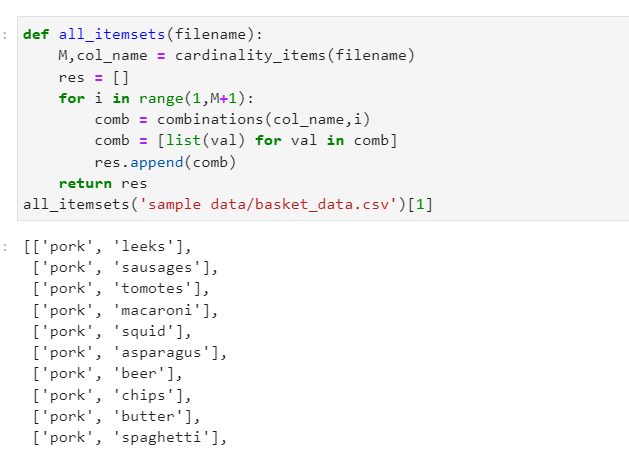 : def all_itemsets(filename):
    M,col_name = cardinality_items(filename)
    res = []
    for i in range(1,M+1):
        comb = combinations(col_name,i)
        comb = [list(val) for val in comb]
        res.append(comb)
    return res
all_itemsets('sample data/basket_data.csv')[1]
: [['pork', 'leeks'],
 ['pork', 'sausages'],
 ['pork', 'tomotes'],
 ['pork', 'macaroni'],
 ['pork', 'squid'],
 ['pork', 'asparagus'],
 ['pork', 'beer'],
 ['pork', 'chips'],
 ['pork', 'butter'],
 ['pork', 'spaghetti'],